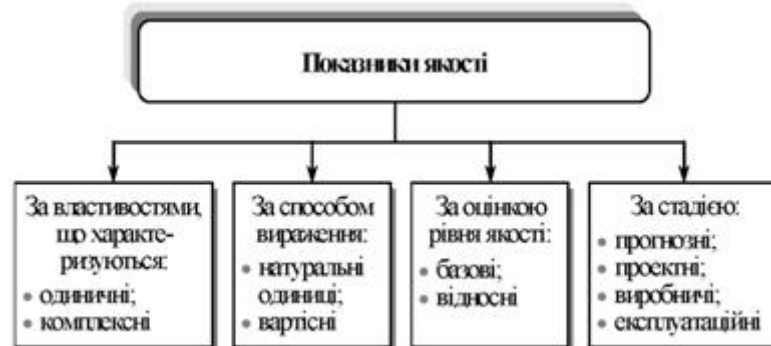 Показники якості
За властивостями,
що характе-
ризуються:
• одиничні;
• комплексні
За способом
вираження:
• натуральні
одиниці;
• вартісні
За оцінкою
рівня якості:
• базові;
• відносні
За стадією:
• прогнозні;
• проектні;
• виробничі;
• експлуатаційні